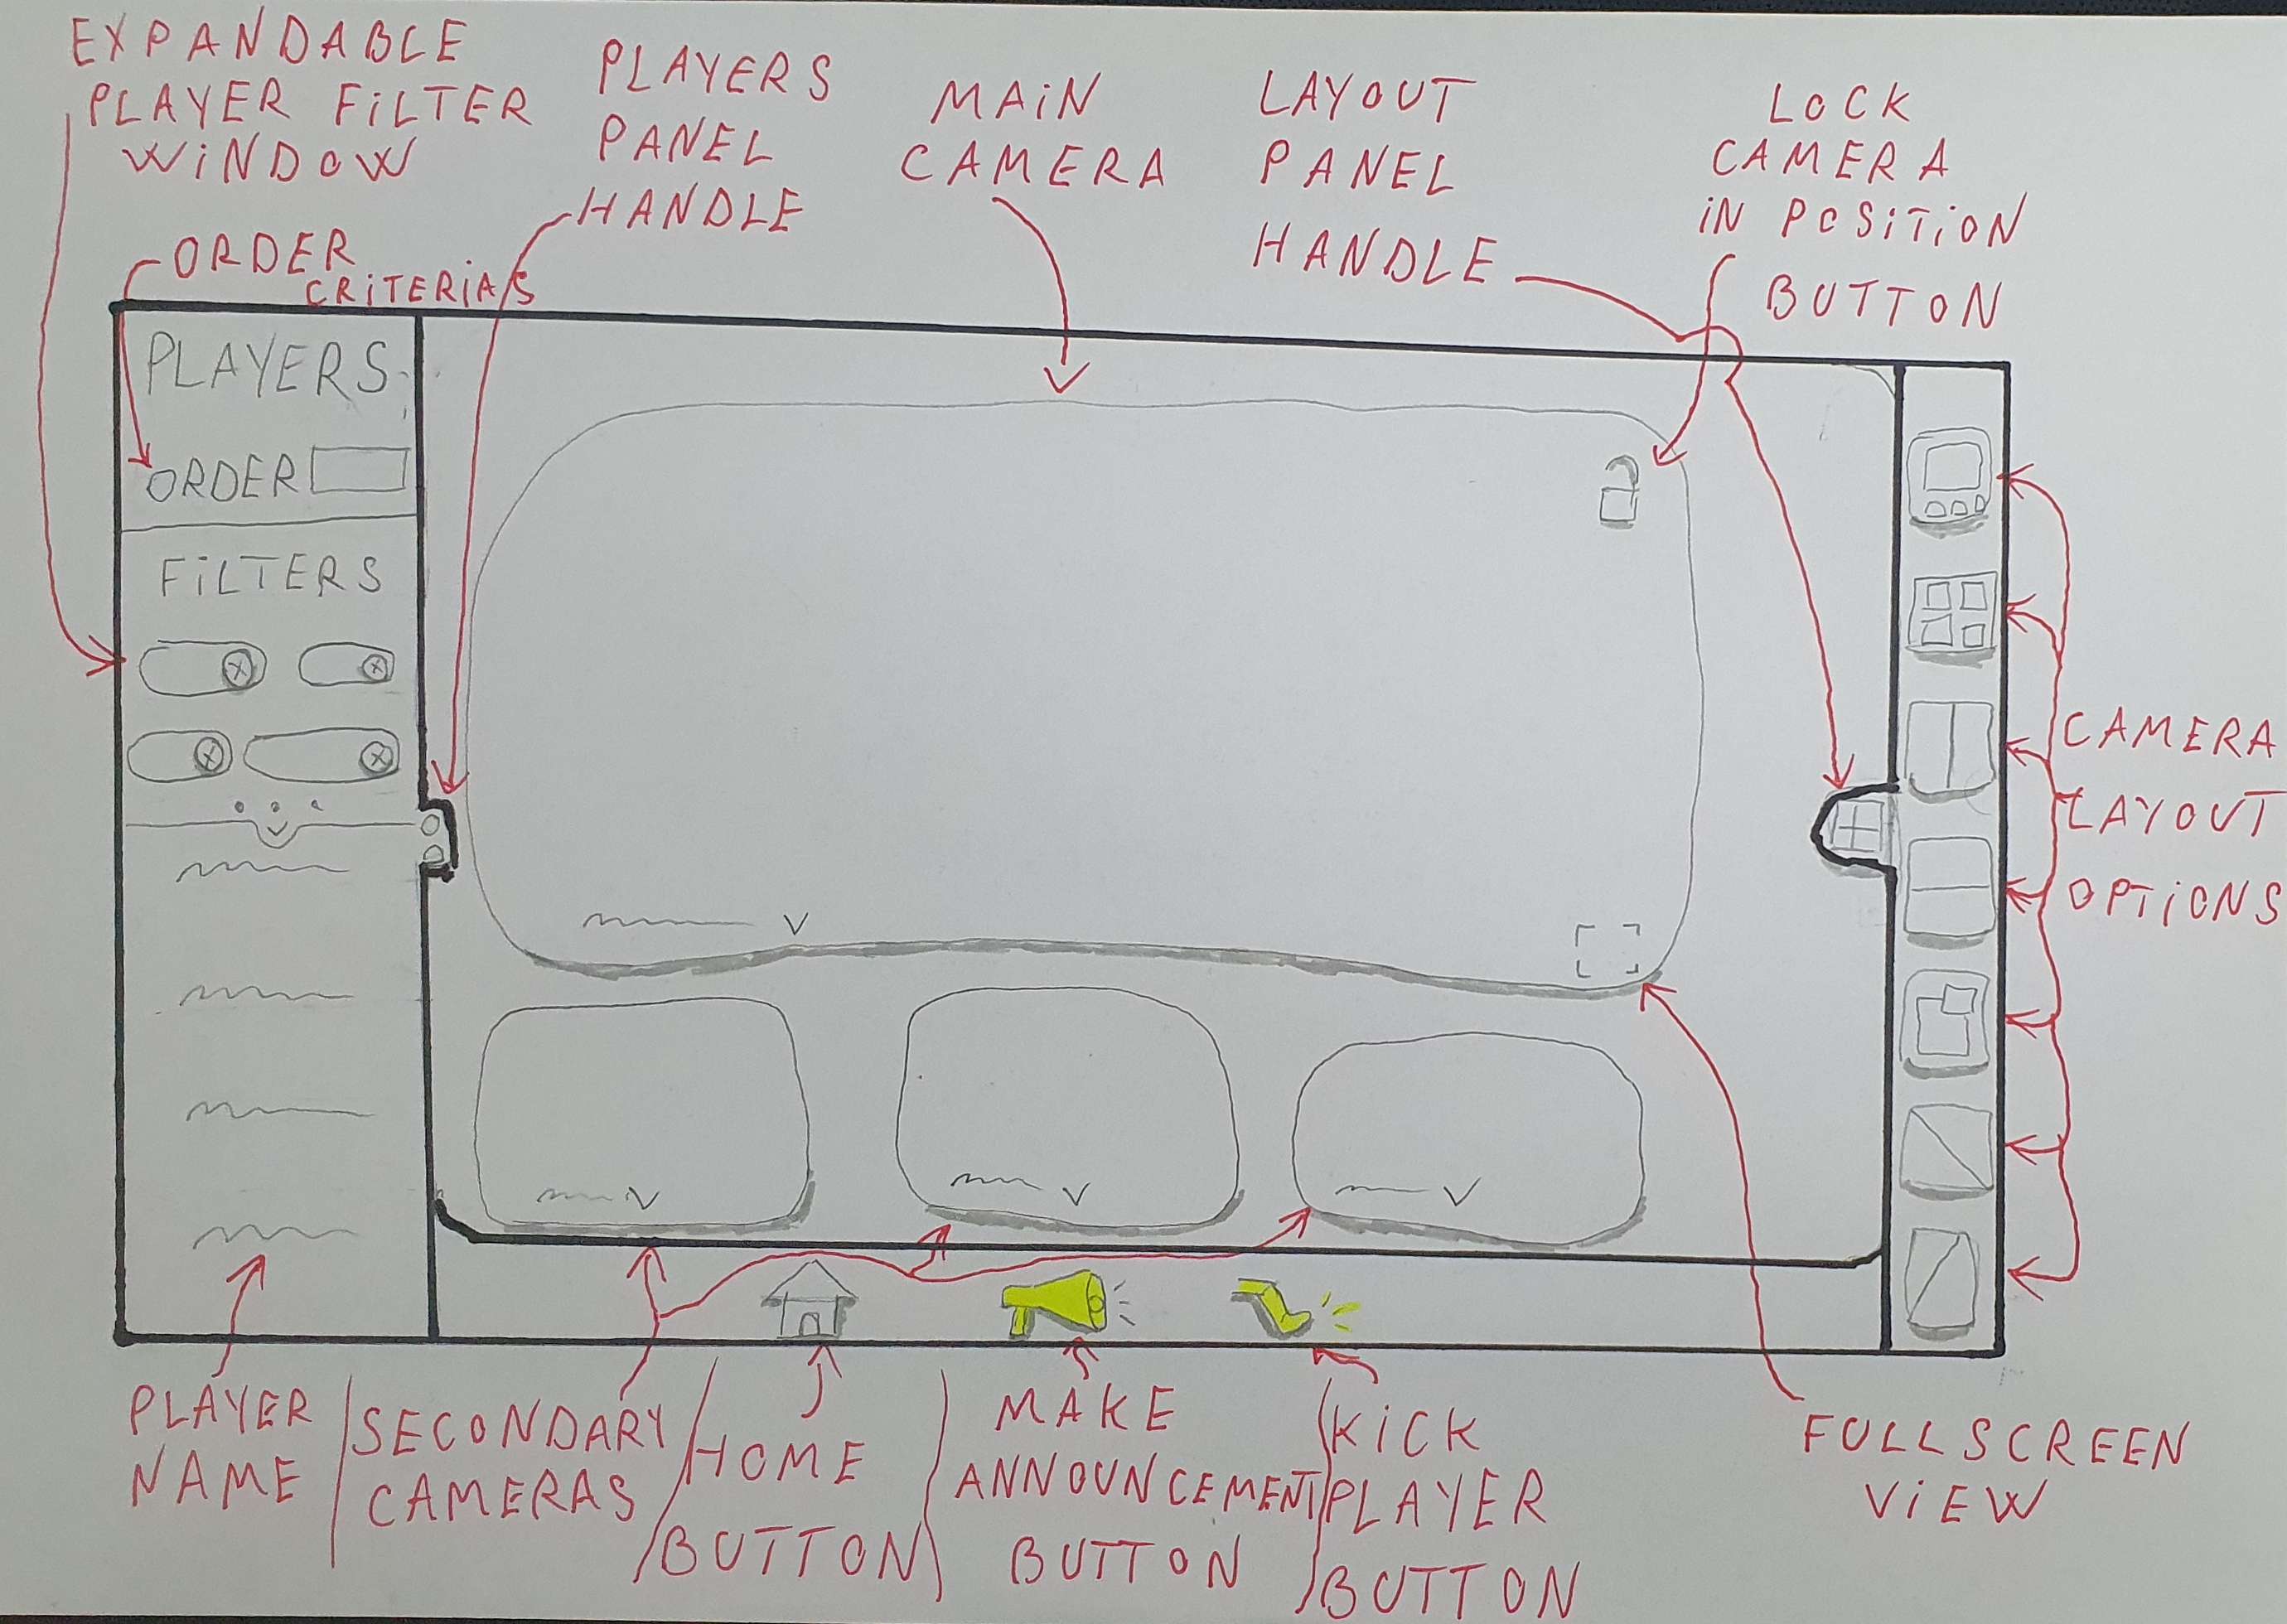 EXPANDABLE
PLAYER FILTER
WINDOW
PLAYERS
PANEL
HANDLE
MAIN
CAMERA
LAYOUT
PANEL
HANDLE
LOCK
CAMERA
IN POSITION
BUTTON
ORDER
CRITERIA/S
PLAYERS
ORDER
FILTERS
CAMERA
LAYOUT
OPTIONS
PLAYER
NAME
SECONDARY
CAMERAS
HOME
BUTTON
MAKE
ANNOUNCEMENT
BUTTON
KICK
PLAYER
BUTTON
FULLSCREEN
VIEW